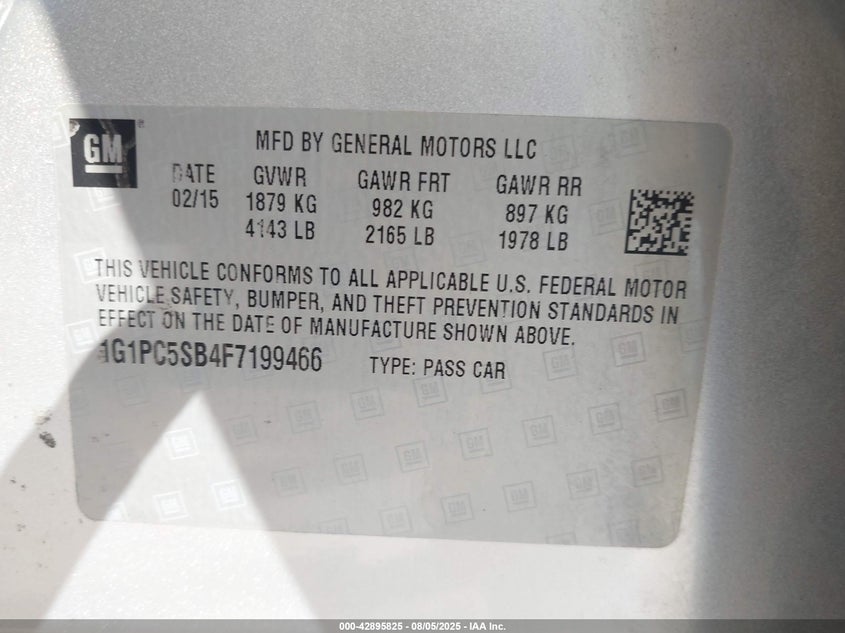 GM
MFD BY GENERAL MOTORS LLC
DATE GVWR GAWR FRT GAWR RR
02/15 1879 KG 982 KG 897 KG
4143 LB 2165 LB 1978 LB
THIS VEHICLE CONFORMS TO ALL APPLICABLE U.S. FEDERAL MOTOR
VEHICLE SAFETY, BUMPER, AND THEFT PREVENTION STANDARDS IN
EFFECT ON THE DATE OF MANUFACTURE SHOWN ABOVE.
1G1PC5SB4F7199466 TYPE: PASS CAR
000-42895825 - 08/05/2025 - IAA Inc.